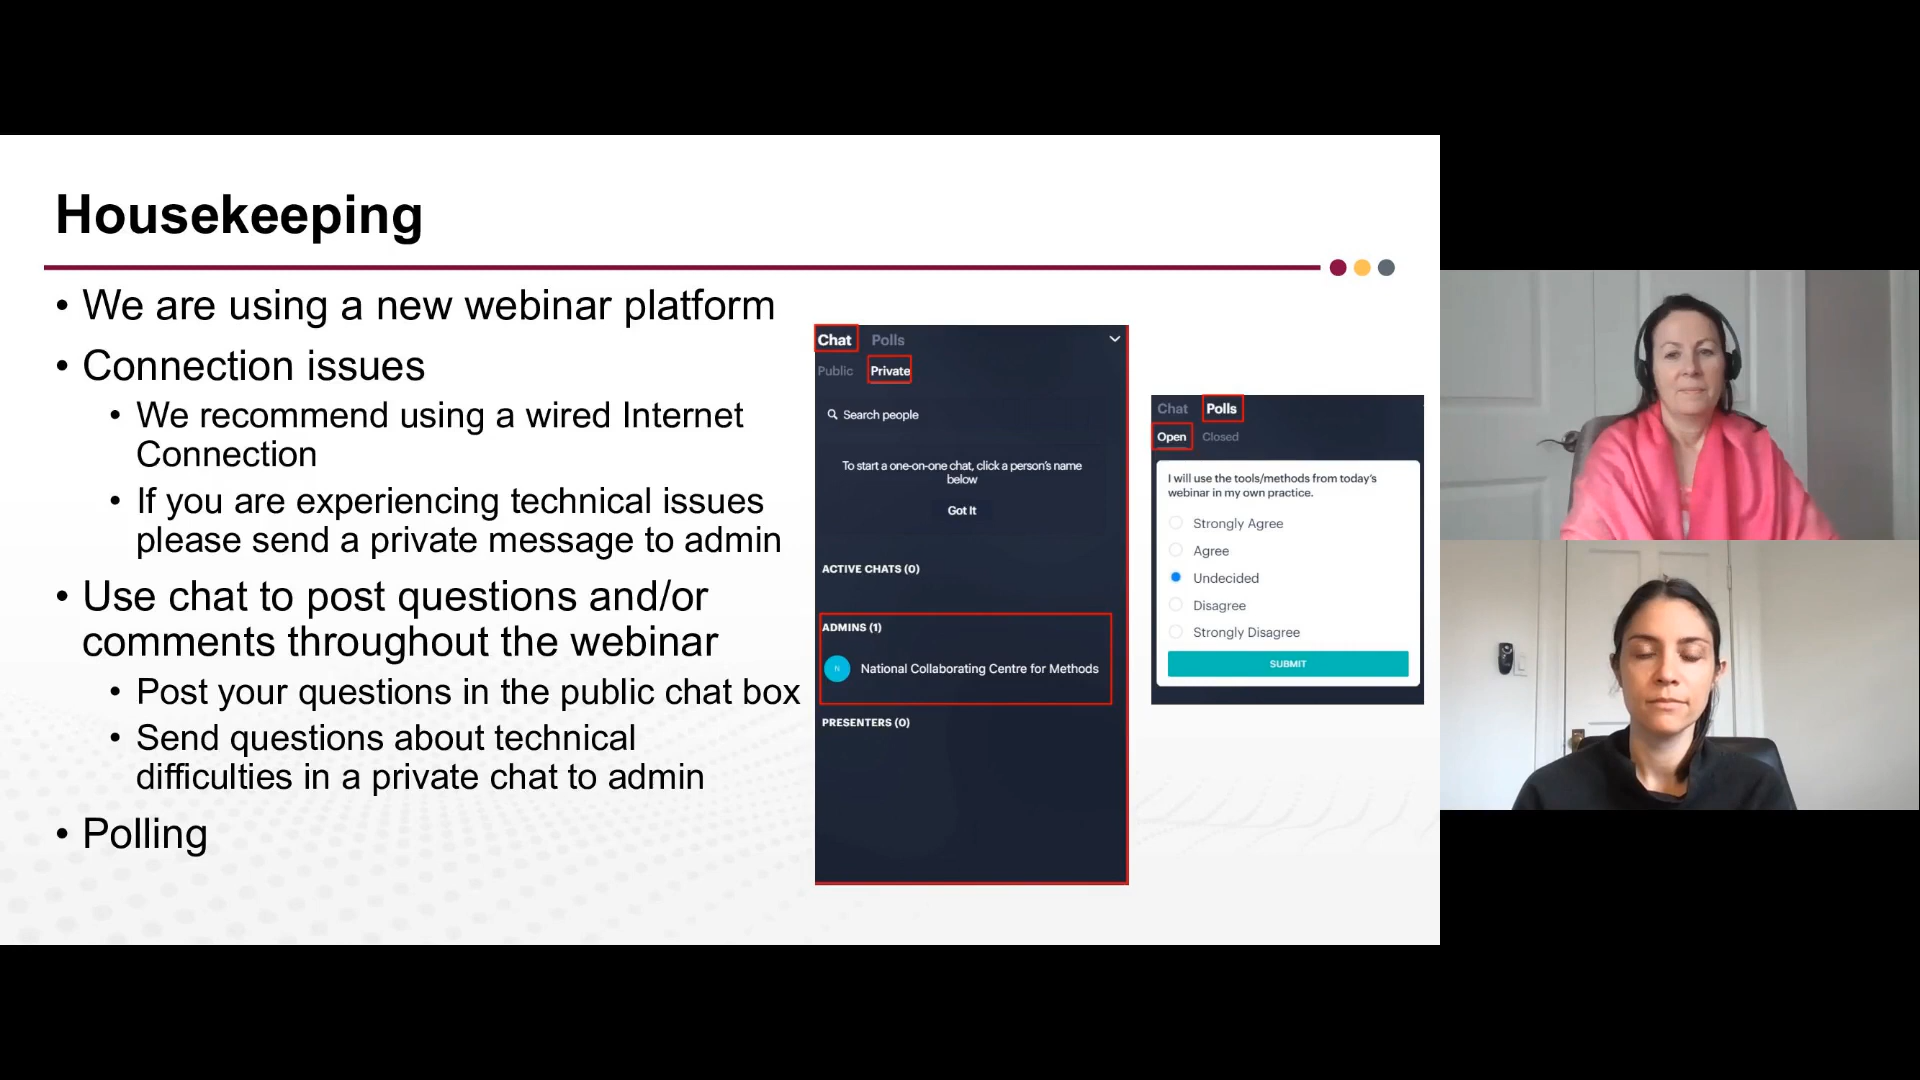 Housekeeping
• We are using a new webinar platform
• Connection issues
• We recommend using a wired Internet
Connection
• If you are experiencing technical issues
please send a private message to admin
• Use chat to post questions and/or
comments throughout the webinar
• Post your questions in the public chat box
• Send questions about technical
difficulties in a private chat to admin
• Polling
Chat Polls
Public Private
Search people
To start a one-on-one chat, click a person's name
below
Got It
ACTIVE CHATS (0)
ADMINS (1)
N National Collaborating Centre for Methods
PRESENTERS (0)
Chat Polls
Open Closed
I will use the tools/methods from today's
webinar in my own practice.
Strongly Agree
Agree
Undecided
Disagree
Strongly Disagree
SUBMIT